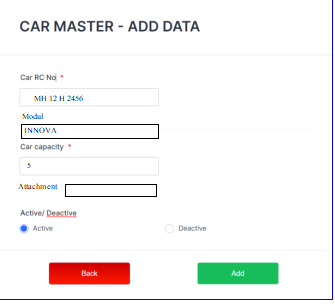 CAR MASTER - ADD DATA
Car RC No *
MH 12 H 2456
Modul
INNOVA
Car capacity *
5
Attachment
Active/ Deactive
Active Deactive
Back Add